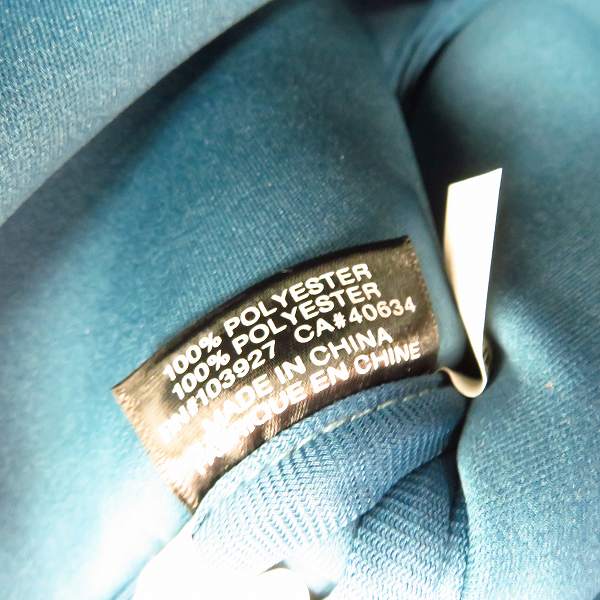 100% POLYESTER
100% POLYESTER
RN#103927 CA#40634
MADE IN CHINA
FABRIQUE EN CHINE